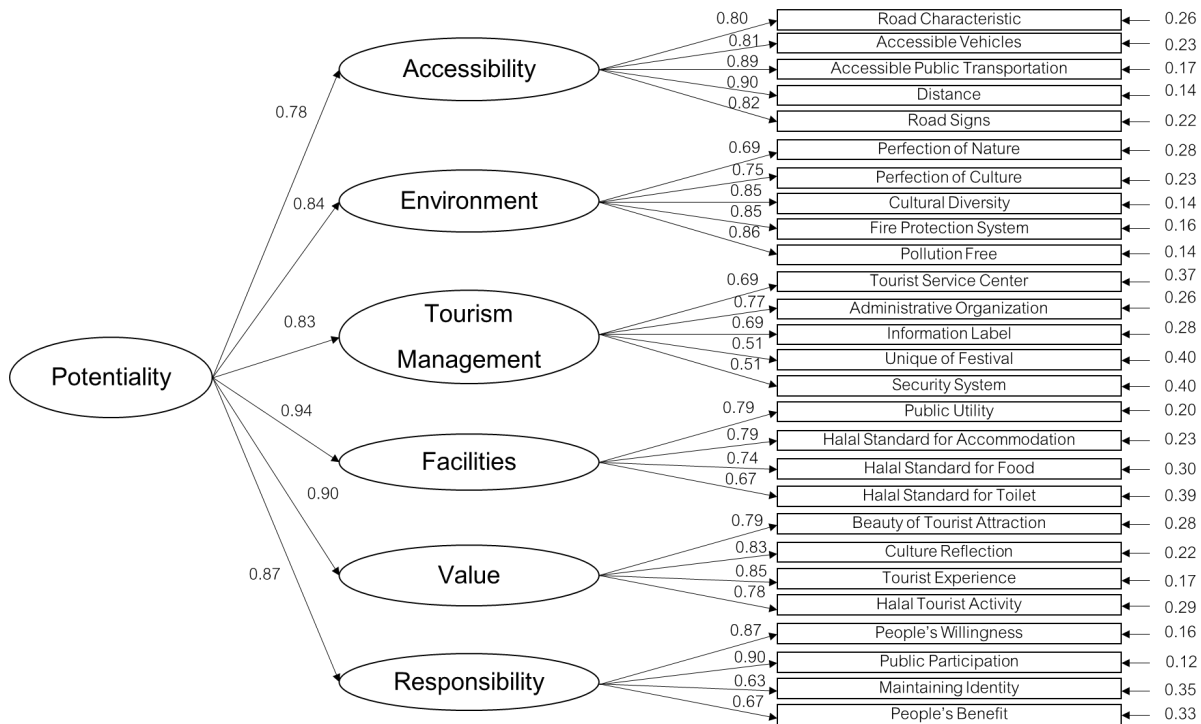 0.80 Road Characteristic 0.26
0.81 Accessible Vehicles 0.23
Accessibility 0.89 Accessible Public Transportation 0.17
0.90 Distance 0.14
0.82 Road Signs 0.22
0.78
0.69 Perfection of Nature 0.28
0.75 Perfection of Culture 0.23
0.84 Environment 0.85 Cultural Diversity 0.14
0.85 Fire Protection System 0.16
0.86 Pollution Free 0.14
0.69 Tourist Service Center 0.37
0.77 Administrative Organization 0.26
0.83 Tourism
Management
0.69 Information Label 0.28
0.51 Unique of Festival 0.40
0.51 Security System 0.40
Potentiality
0.79 Public Utility 0.20
0.94
0.79 Halal Standard for Accommodation 0.23
Facilities 0.74 Halal Standard for Food 0.30
0.67 Halal Standard for Toilet 0.39
0.90
0.79 Beauty of Tourist Attraction 0.28
0.83 Culture Reflection 0.22
Value 0.85 Tourist Experience 0.17
0.78 Halal Tourist Activity 0.29
0.87
0.87 People's Willingness 0.16
0.90 Public Participation 0.12
Responsibility 0.63 Maintaining Identity 0.35
0.67 People's Benefit 0.33